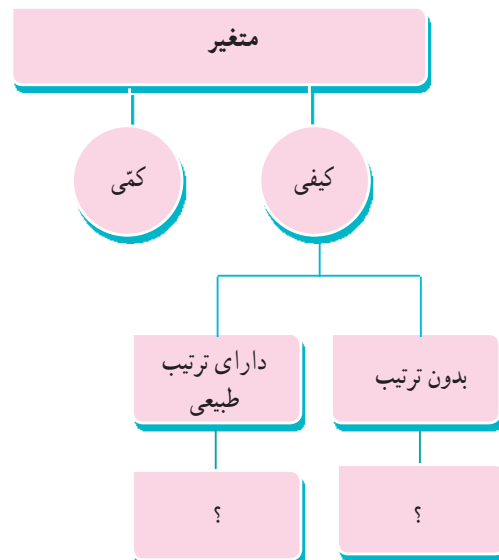 متغیر
کیفی
کمّی
بدون ترتیب
دارای ترتیب
طبیعی
؟
؟